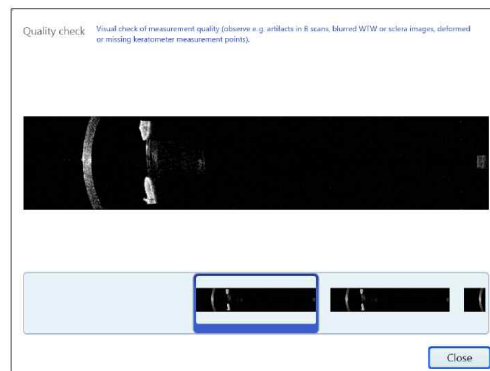 Quality check
Visual check of measurement quality (observe e.g. artifacts in B scans, blurred WTW or sclera images, deformed
or missing keratometer measurement points).
Close